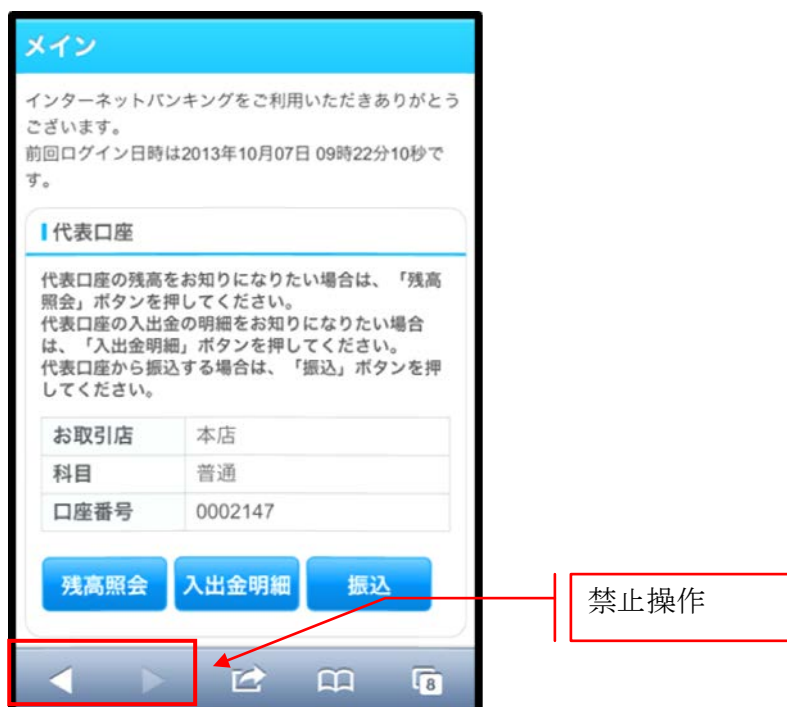 メイン
インターネットバンキングをご利用いただきありがとう
ございます。
前回ログイン日時は2013年10月07日 09時22分10秒で
す。
代表口座
代表口座の残高をお知りになりたい場合は、「残高
照会」ボタンを押してください。
代表口座の入出金の明細をお知りになりたい場合
は、「入出金明細」ボタンを押してください。
代表口座から振込する場合は、「振込」ボタンを押
してください。
お取引店 本店
科目 普通
口座番号 0002147
残高照会 入出金明細 振込
禁止操作
8